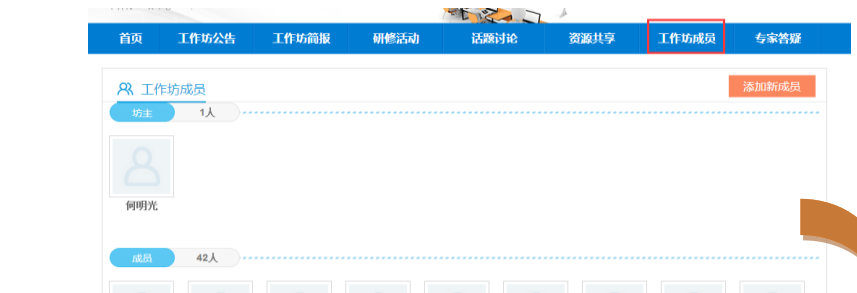 首页 工作坊公告 工作坊简报 研修活动 话题讨论 资源共享 工作坊成员 专家答疑
工作坊成员 添加新成员
坊主 1人
何明光
成员 42人